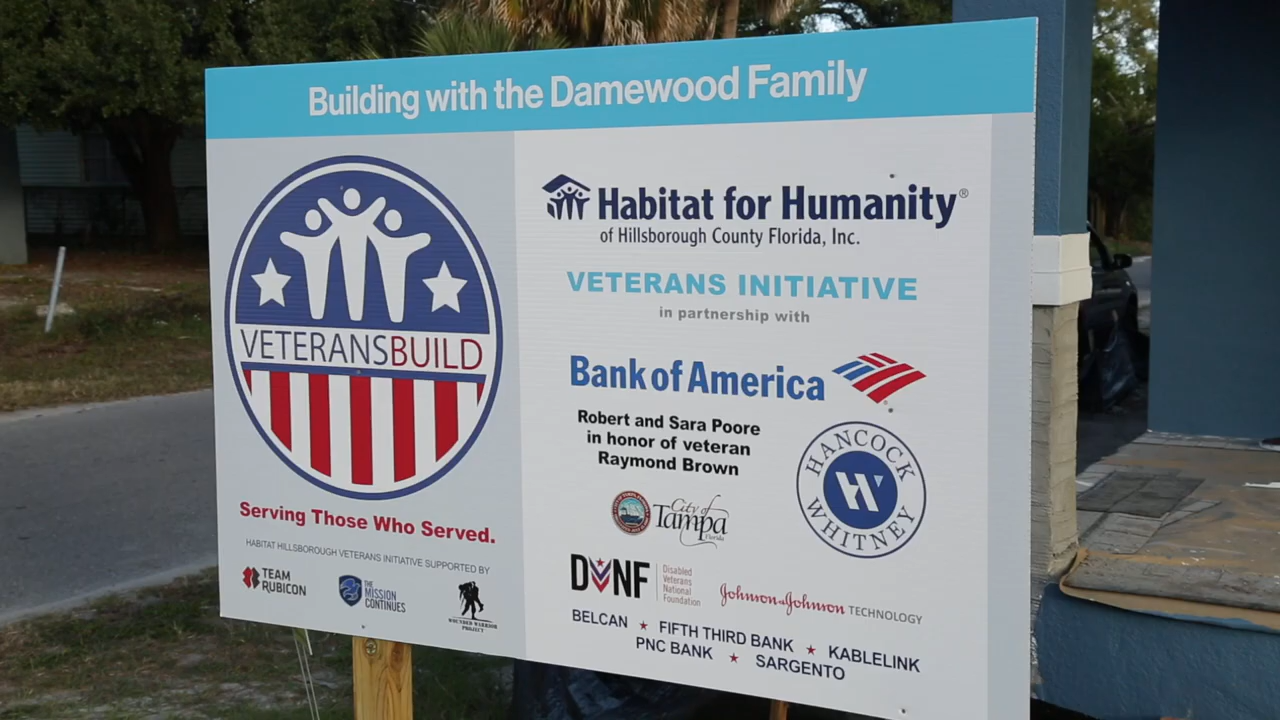 Building with the Damewood Family
VETERANSBUILD
Serving Those Who Served.
HABITAT HILLSBOROUGH VETERANS INITIATIVE SUPPORTED BY
TEAM
RUBICON
THE
MISSION
CONTINUES
WOUNDED WARRIOR
PROJECT
Habitat for Humanity®
of Hillsborough County Florida, Inc.
VETERANS INITIATIVE
in partnership with
Bank of America
Robert and Sara Poore
in honor of veteran
Raymond Brown
HANCOCK
WHITNEY
City of
Tampa
Florida
DVNF
Disabled
Veterans
National
Foundation
Johnson & Johnson TECHNOLOGY
BELCAN ★ FIFTH THIRD BANK ★ KABLELINK
PNC BANK ★ SARGENTO